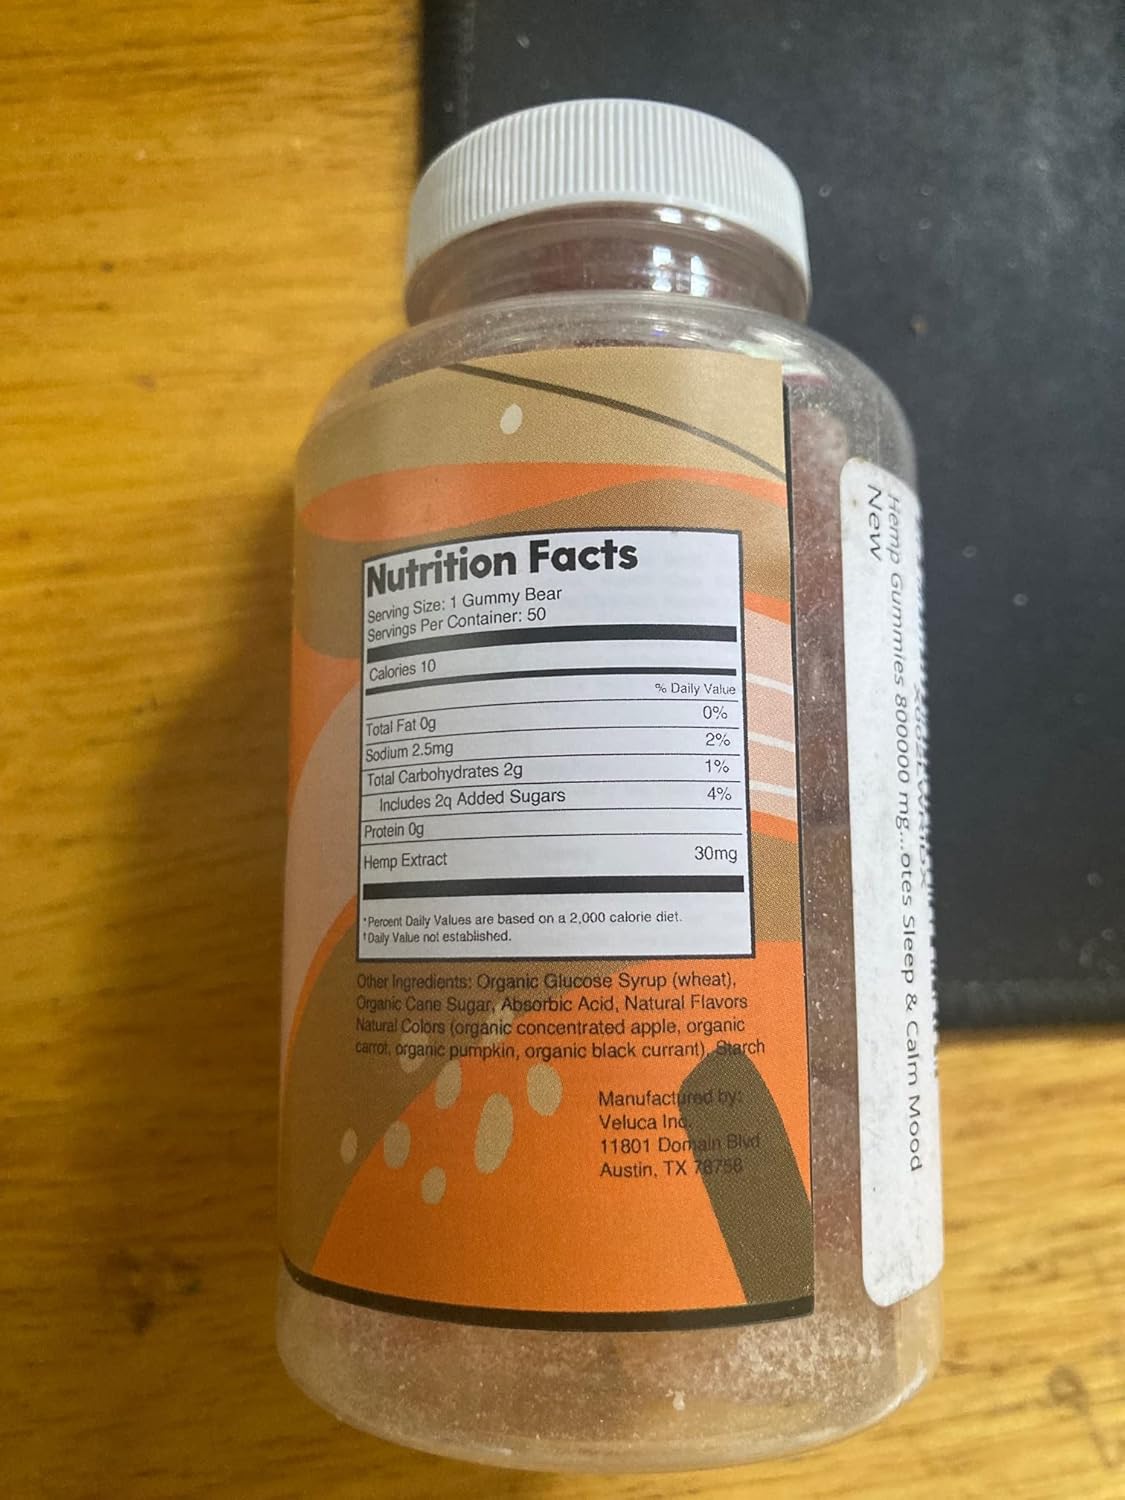 Nutrition Facts
Serving Size: 1 Gummy Bear
Servings Per Container: 50
Calories 10
% Daily Value
Total Fat 0g 0%
Sodium 2.5mg 2%
Total Carbohydrates 2g 1%
Includes 2q Added Sugars 4%
Protein 0g
Hemp Extract 30mg
*Percent Daily Values are based on a 2,000 calorie diet.
†Daily Value not established.
Other Ingredients: Organic Glucose Syrup (wheat),
Organic Cane Sugar, Absorbic Acid, Natural Flavors
Natural Colors (organic concentrated apple, organic
carrot, organic pumpkin, organic black currant), Starch
Manufactured by:
Veluca Inc.
11801 Domain Blvd
Austin, TX 78758
Hemp Gummies 800000 mg...otes Sleep & Calm Mood
New